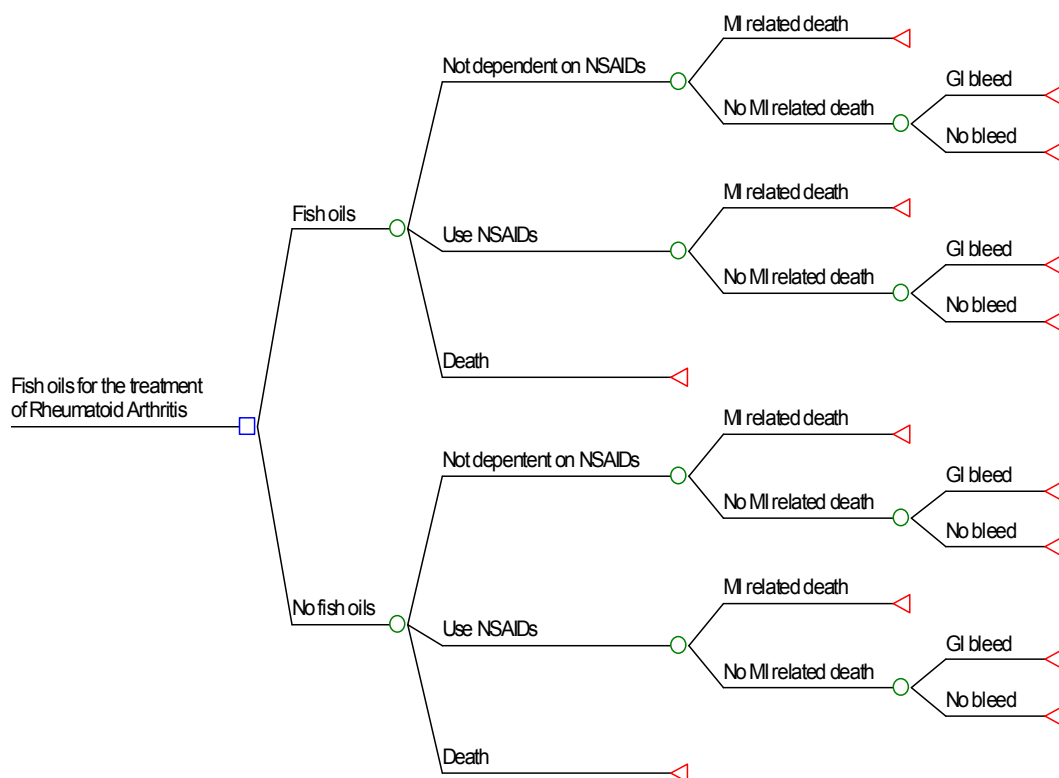 MI related death
Not dependent on NSAIDs
GI bleed
No MI related death
No bleed
MI related death
Fish oils
Use NSAIDs
GI bleed
No MI related death
No bleed
Death
Fish oils for the treatment
of Rheumatoid Arthritis
MI related death
Not depentent on NSAIDs
GI bleed
No MI related death
No bleed
MI related death
No fish oils
Use NSAIDs
GI bleed
No MI related death
No bleed
Death